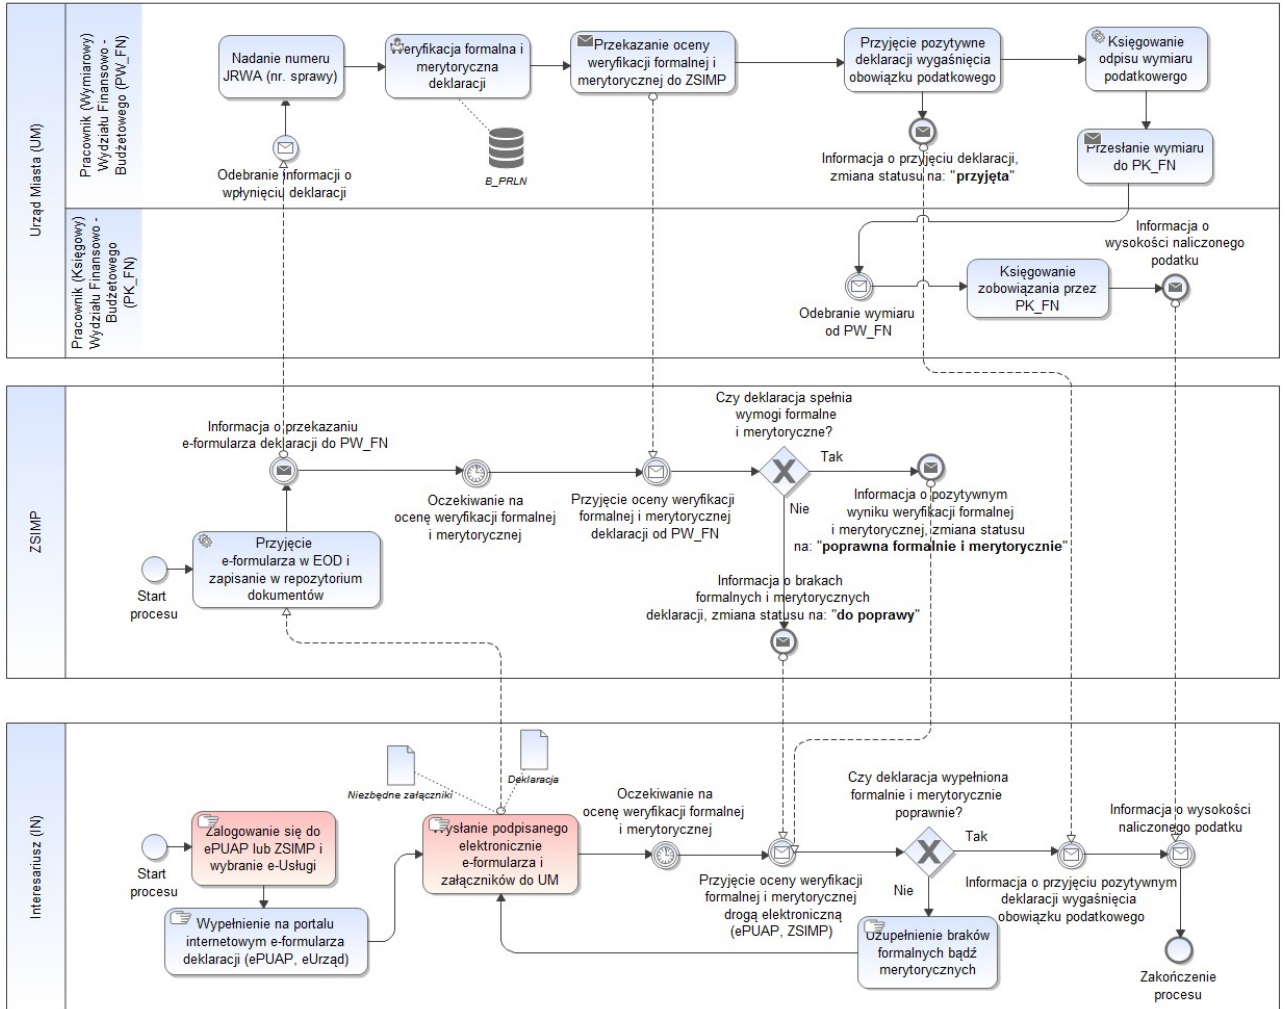 Urząd Miasta (UM)
Pracownik (Wymiarowy)
Wydziału Finansowo -
Budżetowego (PW_FN)
Nadanie numeru
JRWA (nr. sprawy)
Weryfikacja formalna i
merytoryczna
deklaracji
Przekazanie oceny
weryfikacji formalnej i
merytorycznej do ZSIMP
Przyjęcie pozytywne
deklaracji wygaśnięcia
obowiązku podatkowego
Księgowanie
odpisu wymiaru
podatkowergo
Odebranie informacji o
wpłynięciu deklaracji
B_PRLN
Informacja o przyjęciu deklaracji,
zmiana statusu na: "przyjęta"
Przesłanie wymiaru
do PK_FN
Pracownik (Księgowy)
Wydziału Finansowo -
Budżetowego
(PK_FN)
Odebranie wymiaru
od PW_FN
Księgowanie
zobowiązania przez
PK_FN
Informacja o
wysokości naliczonego
podatku
ZSIMP
Informacja o przekazaniu
e-formularza deklaracji do PW_FN
Oczekiwanie na
ocenę weryfikacji formalnej
i merytorycznej
Przyjęcie oceny weryfikacji
formalnej i merytorycznej
deklaracji od PW_FN
Czy deklaracja spełnia
wymogi formalne
i merytoryczne?
Tak
Nie
Informacja o pozytywnym
wyniku weryfikacji formalnej
i merytorycznej, zmiana statusu
na: "poprawna formalnie i merytorycznie"
Start
procesu
Przyjęcie
e-formularza w EOD i
zapisanie w repozytorium
dokumentów
Informacja o brakach
formalnych i merytorycznych
deklaracji, zmiana statusu na: "do poprawy"
Interesariusz (IN)
Start
procesu
Zalogowanie się do
ePUAP lub ZSIMP i
wybranie e-Usługi
Wypełnienie na portalu
internetowym e-formularza
deklaracji (ePUAP, eUrząd)
Niezbędne załączniki
Deklaracja
Wysłanie podpisanego
elektronicznie
e-formularza i
załączników do UM
Oczekiwanie na
ocenę weryfikacji formalnej
i merytorycznej
Przyjęcie oceny weryfikacji
formalnej i merytorycznej
drogą elektroniczną
(ePUAP, ZSIMP)
Czy deklaracja wypełniona
formalnie i merytorycznie
poprawnie?
Tak
Nie
Uzupełnienie braków
formalnych bądź
merytorycznych
Informacja o przyjęciu pozytywnym
deklaracji wygaśnięcia
obowiązku podatkowego
Informacja o wysokości
naliczonego podatku
Zakończenie
procesu